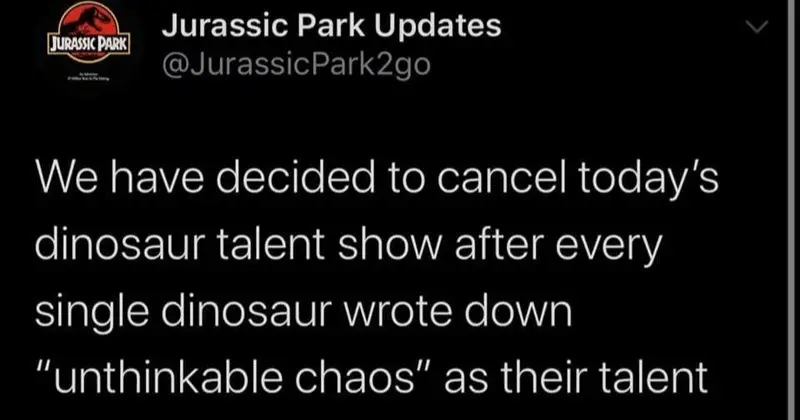 JURASSIC PARK
Jurassic Park Updates
@JurassicPark2go
We have decided to cancel today's
dinosaur talent show after every
single dinosaur wrote down
“unthinkable chaos” as their talent